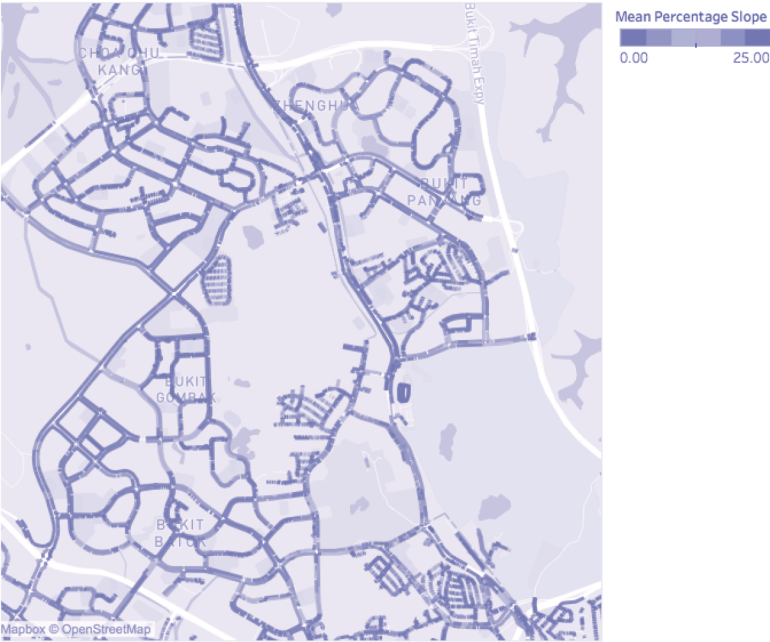 Mean Percentage Slope
0.00
25.00
Bukit Timah Expy
CHOA CHU
KANG
ZHENGHUA
BUKIT
PANJANG
BUKIT
GOMBAK
BUKIT
BATOK
Mapbox © OpenStreetMap